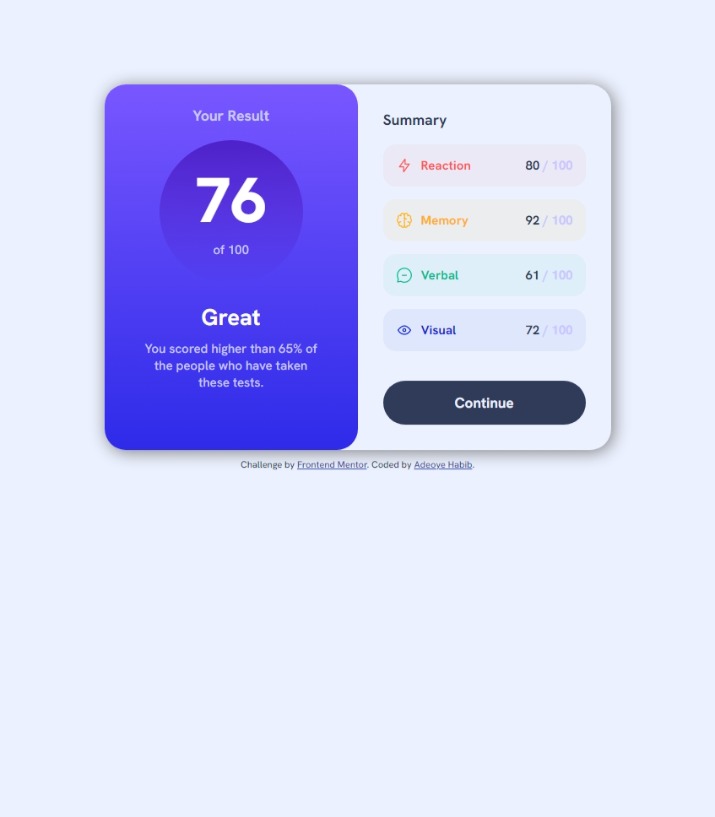 Your Result
76
of 100
Great
You scored higher than 65% of
the people who have taken
these tests.
Summary
Reaction 80 / 100
Memory 92 / 100
Verbal 61 / 100
Visual 72 / 100
Continue
Challenge by Frontend Mentor. Coded by Adeoye Habib.